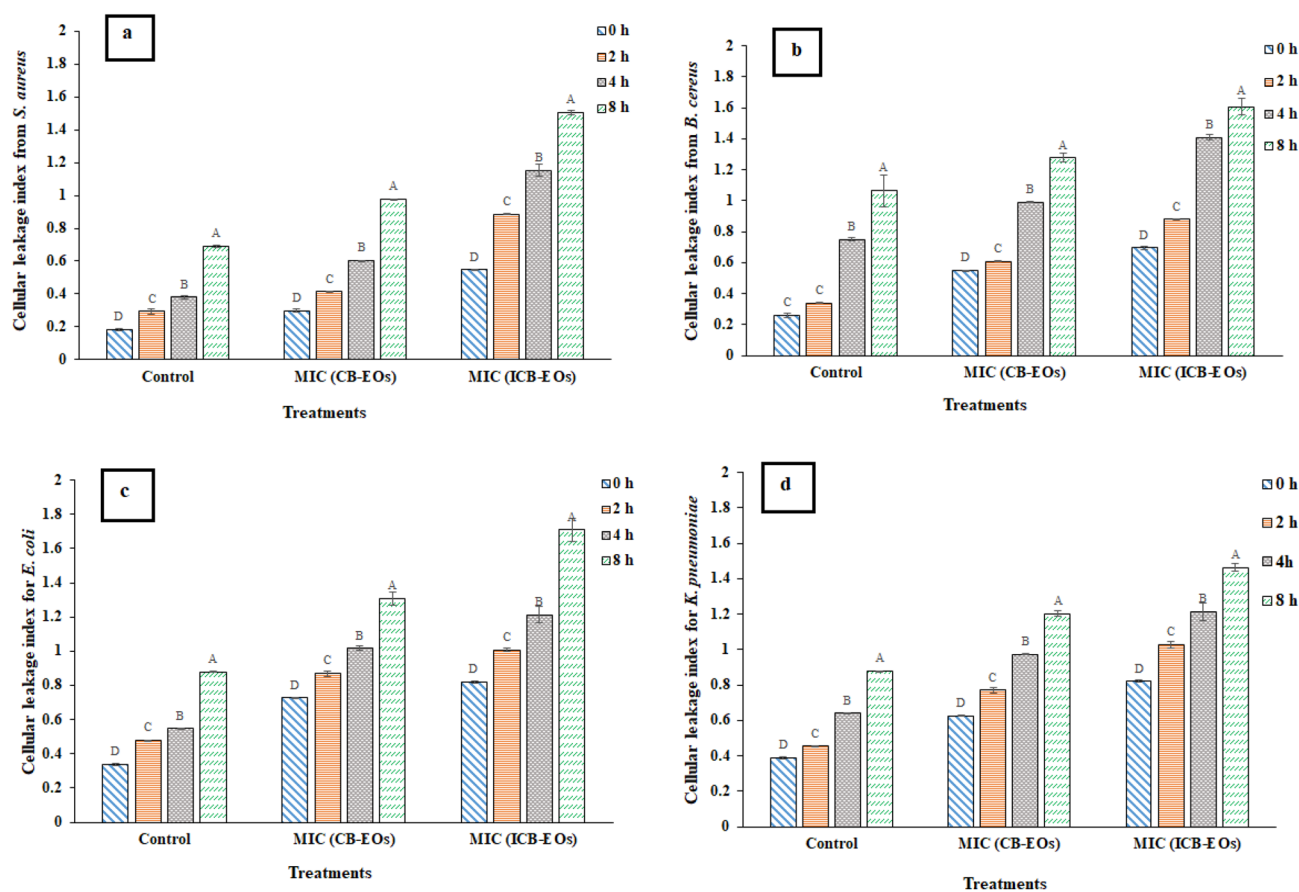 a
Cellular leakage index from S. aureus
2
1.8
1.6
1.4
1.2
1
0.8
0.6
0.4
0.2
0
D
C
B
A
D
C
B
A
D
C
B
A
Control
MIC (CB-EOs)
MIC (ICB-EOs)
Treatments
0 h
2 h
4 h
8 h
b
Cellular leakage index from B. cereus
2
1.8
1.6
1.4
1.2
1
0.8
0.6
0.4
0.2
0
C
C
B
A
D
C
B
A
D
C
B
A
Control
MIC (CB-EOs)
MIC (ICB-EOs)
Treatments
0 h
2 h
4 h
8 h
c
Cellular leakage index for E. coli
2
1.8
1.6
1.4
1.2
1
0.8
0.6
0.4
0.2
0
D
C
B
A
D
C
B
A
D
C
B
A
Control
MIC (CB-EOs)
MIC (ICB-EOs)
Treatments
0 h
2 h
4 h
8 h
d
Cellular leakage index for K. pneumoniae
2
1.8
1.6
1.4
1.2
1
0.8
0.6
0.4
0.2
0
D
C
B
A
D
C
B
A
D
C
B
A
Control
MIC (CB-EOs)
MIC (ICB-EOs)
Treatments
0 h
2 h
4h
8 h